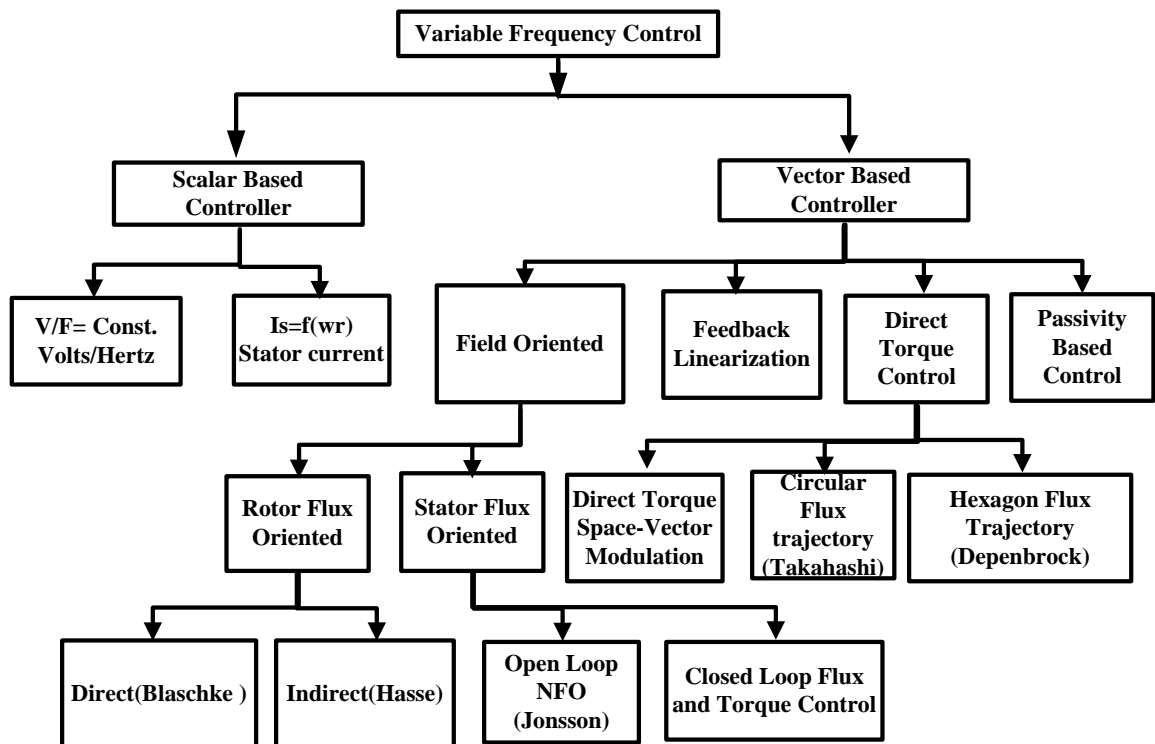 Variable Frequency Control
Scalar Based
Controller
Vector Based
Controller
V/F= Const.
Volts/Hertz
Is=f(wr)
Stator current
Field Oriented
Feedback
Linearization
Direct
Torque
Control
Passivity
Based
Control
Rotor Flux
Oriented
Stator Flux
Oriented
Direct Torque
Space-Vector
Modulation
Circular
Flux
trajectory
(Takahashi)
Hexagon Flux
Trajectory
(Depenbrock)
Direct(Blaschke )
Indirect(Hasse)
Open Loop
NFO
(Jonsson)
Closed Loop Flux
and Torque Control